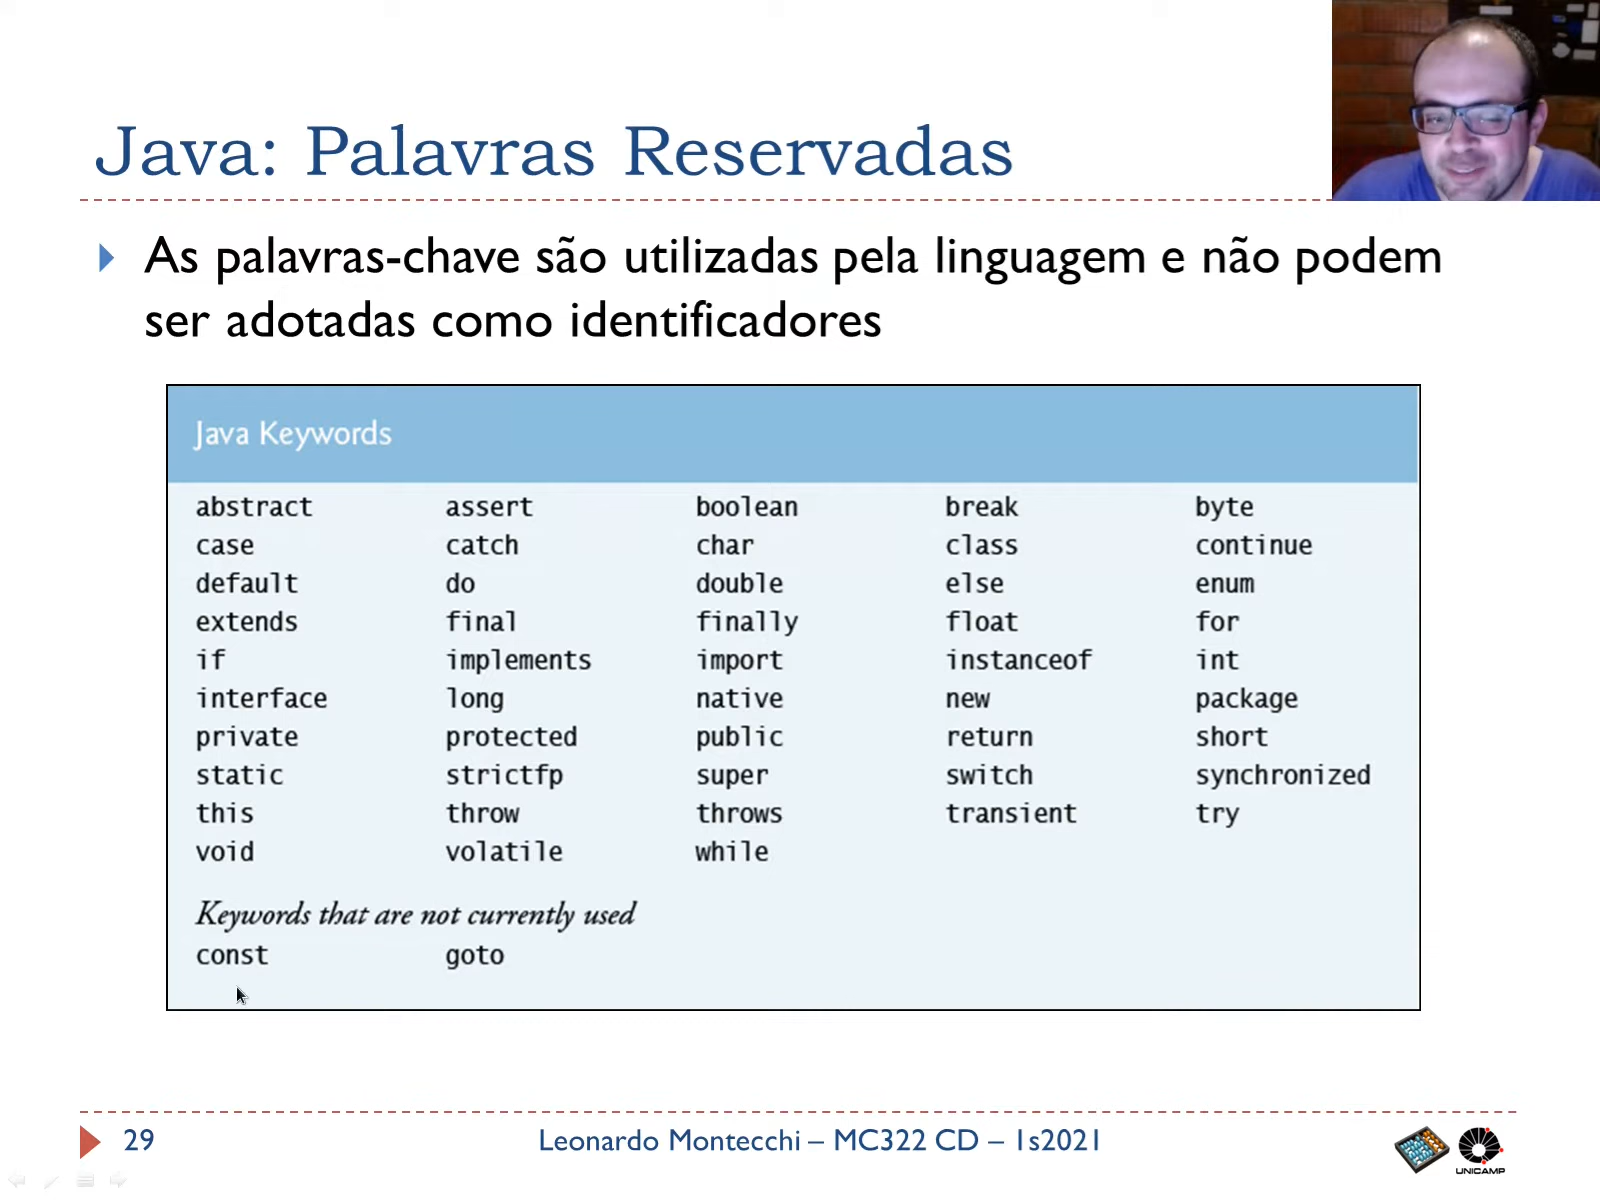 Java: Palavras Reservadas
As palavras-chave são utilizadas pela linguagem e não podem
ser adotadas como identificadores
Java Keywords
abstract assert boolean break byte
case catch char class continue
default do double else enum
extends final finally float for
if implements import instanceof int
interface long native new package
private protected public return short
static strictfp super switch synchronized
this throw throws transient try
void volatile while
Keywords that are not currently used
const goto
29 Leonardo Montecchi – MC322 CD – 1s2021
UNICAMP